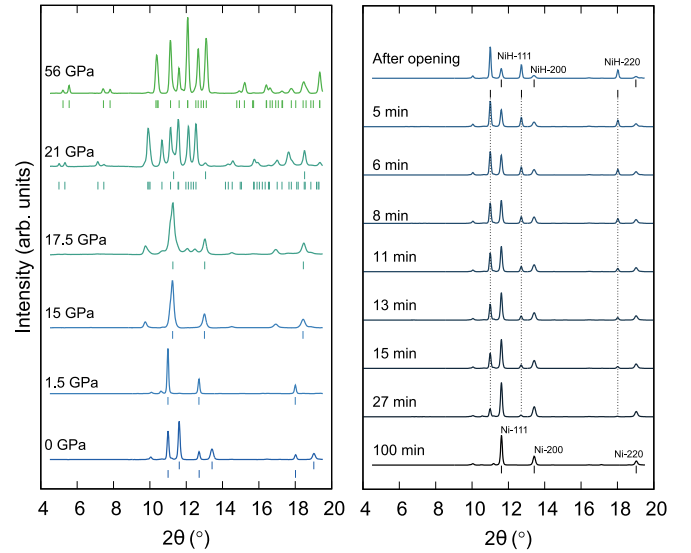 Intensity (arb. units)
56 GPa
21 GPa
17.5 GPa
15 GPa
1.5 GPa
0 GPa
4 6 8 10 12 14 16 18 20
2θ (°)
After opening
NiH-111
NiH-200
NiH-220
5 min
6 min
8 min
11 min
13 min
15 min
27 min
100 min
Ni-111
Ni-200
Ni-220
4 6 8 10 12 14 16 18 20
2θ (°)